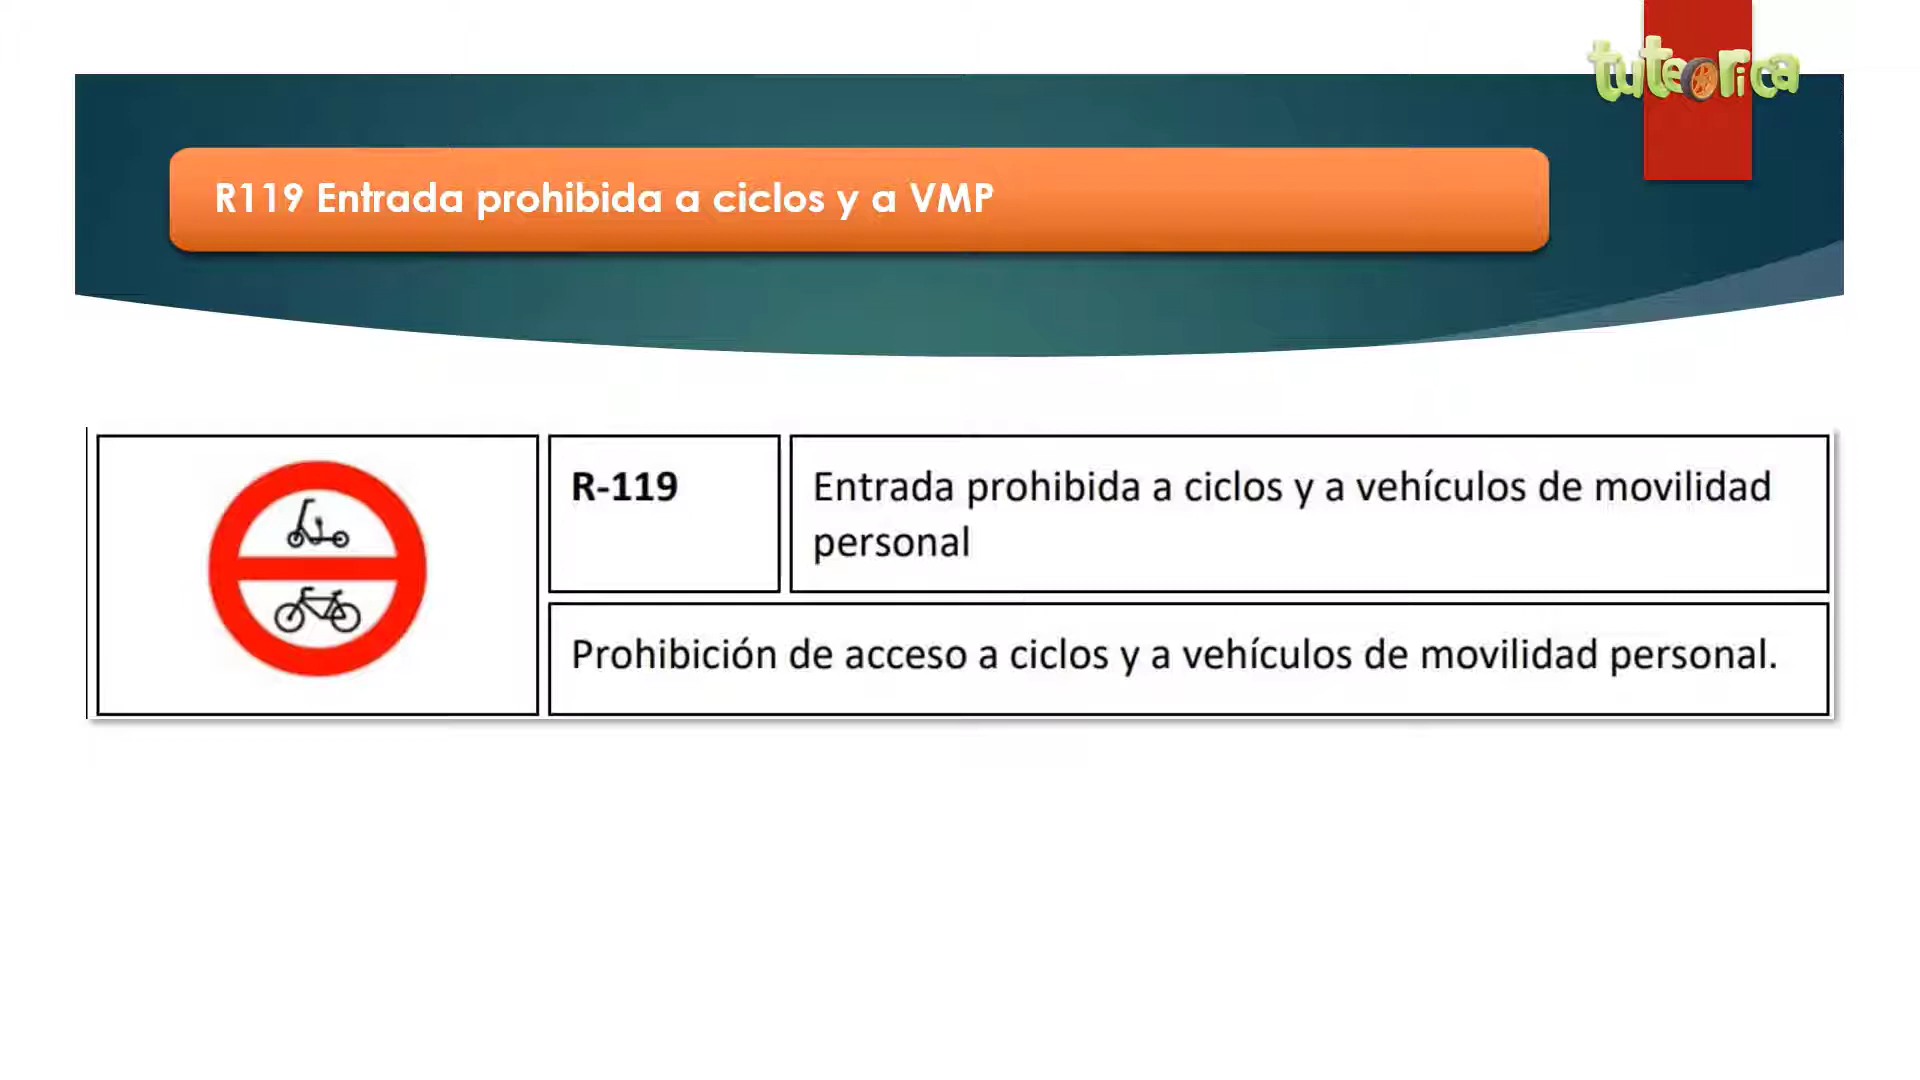 tuteorica
R119 Entrada prohibida a ciclos y a VMP
R-119
Entrada prohibida a ciclos y a vehículos de movilidad
personal
Prohibición de acceso a ciclos y a vehículos de movilidad personal.